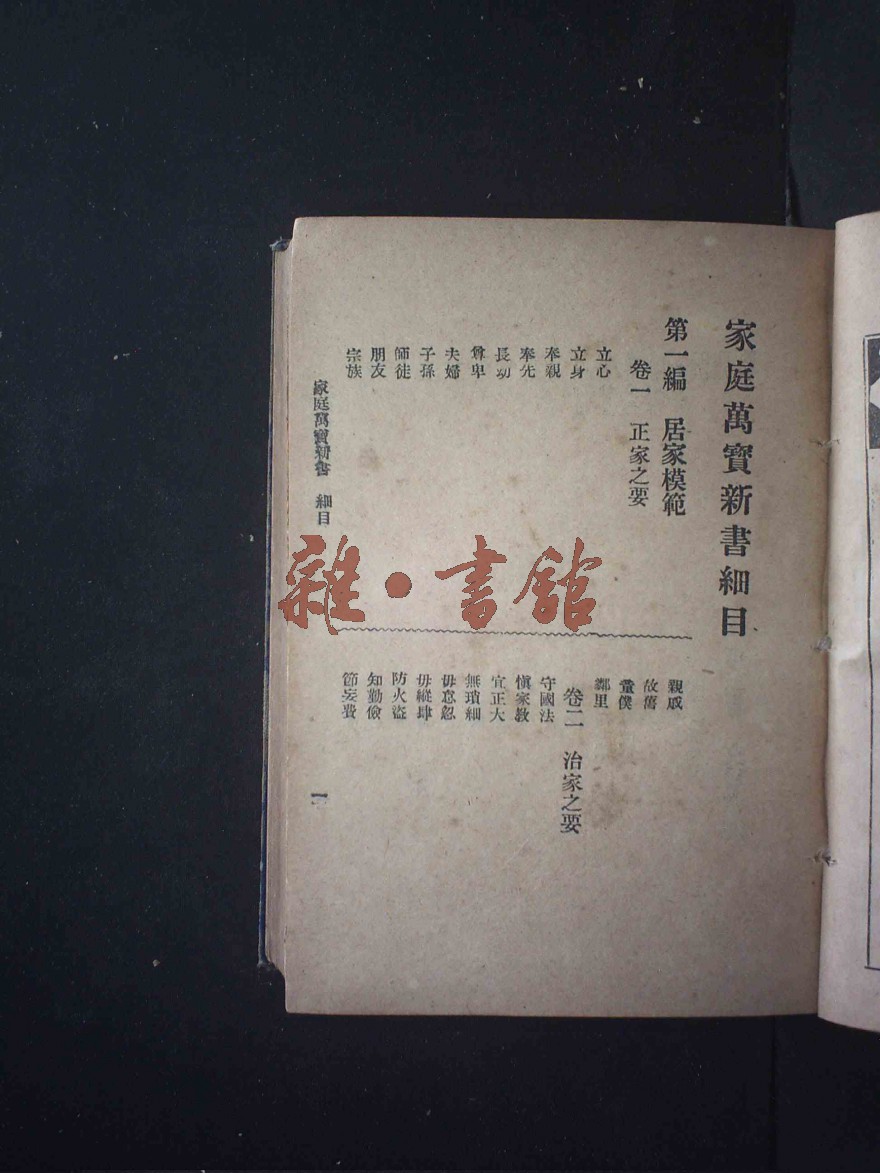 家庭萬寶新書細目
第一編　居家模範
卷一　正家之要
立心
立身
奉親
奉先
長幼
尊卑
夫婦
子孫
師徒
朋友
宗族
親戚
故舊
童僕
鄰里
卷二　治家之要
守國法
愼家敎
宜正大
無瑣細
毋怠忽
毋縱肆
防火盜
知勤儉
節妄費
家庭萬寶新書　細目
一
雜·書館